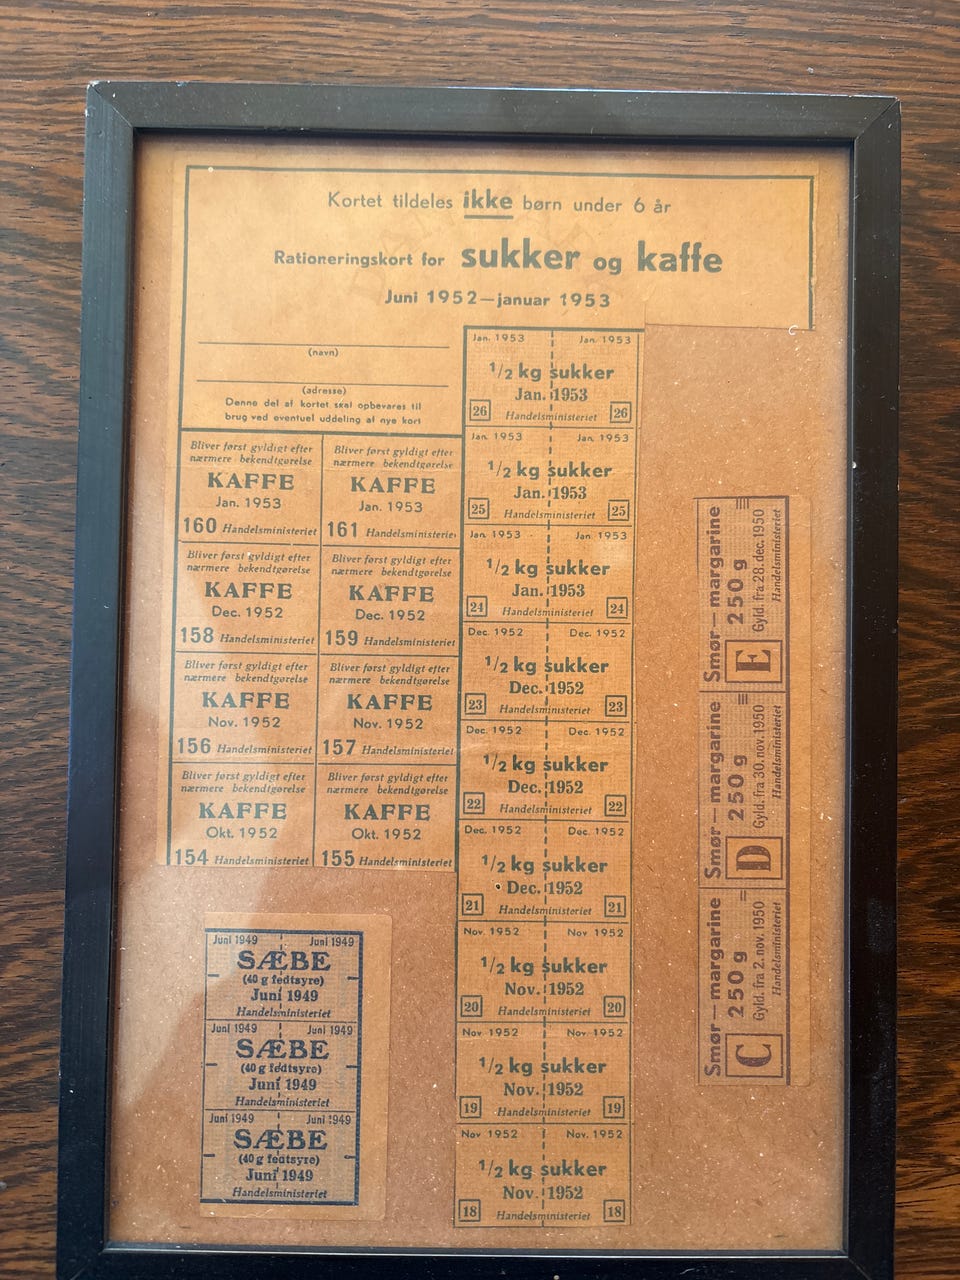 Kortet tildeles ikke børn under 6 år
Rationeringskort for sukker og kaffe
Juni 1952—januar 1953
(navn)
(adresse)
Denne del af kortet skal opbevares til
brug ved eventuel uddeling af nye kort
Bliver først gyldigt efter
nærmere bekendtgørelse
KAFFE
Jan. 1953
160 Handelsministeriet
Bliver først gyldigt efter
nærmere bekendtgørelse
KAFFE
Jan. 1953
161 Handelsministeriet
Bliver først gyldigt efter
nærmere bekendtgørelse
KAFFE
Dec. 1952
158 Handelsministeriet
Bliver først gyldigt efter
nærmere bekendtgørelse
KAFFE
Dec. 1952
159 Handelsministeriet
Bliver først gyldigt efter
nærmere bekendtgørelse
KAFFE
Nov. 1952
156 Handelsministeriet
Bliver først gyldigt efter
nærmere bekendtgørelse
KAFFE
Nov. 1952
157 Handelsministeriet
Bliver først gyldigt efter
nærmere bekendtgørelse
KAFFE
Okt. 1952
154 Handelsministeriet
Bliver først gyldigt efter
nærmere bekendtgørelse
KAFFE
Okt. 1952
155 Handelsministeriet
Jan. 1953 Jan. 1953
1/2 kg sukker
Jan. 1953
26 Handelsministeriet 26
Jan. 1953 Jan. 1953
1/2 kg sukker
Jan. 1953
25 Handelsministeriet 25
Jan. 1953 Jan. 1953
1/2 kg sukker
Jan. 1953
24 Handelsministeriet 24
Dec. 1952 Dec. 1952
1/2 kg sukker
Dec. 1952
23 Handelsministeriet 23
Dec. 1952 Dec. 1952
1/2 kg sukker
Dec. 1952
22 Handelsministeriet 22
Dec. 1952 Dec. 1952
1/2 kg sukker
Dec. 1952
21 Handelsministeriet 21
Nov. 1952 Nov 1952
1/2 kg sukker
Nov. 1952
20 Handelsministeriet 20
Nov. 1952 Nov. 1952
1/2 kg sukker
Nov. 1952
19 Handelsministeriet 19
Nov 1952 Nov. 1952
1/2 kg sukker
Nov. 1952
18 Handelsministeriet 18
Smør—margarine
250 g
E Gyld. fra 28. dec. 1950
Handelsministeriet
Smør—margarine
250 g
D Gyld. fra 30. nov. 1950
Handelsministeriet
Smør—margarine
250 g
C Gyld. fra 2. nov. 1950
Handelsministeriet
Juni 1949 Juni 1949
SÆBE
(40 g fedtsyre)
Juni 1949
Handelsministeriet
Juni 1949 Juni 1949
SÆBE
(40 g fedtsyre)
Juni 1949
Handelsministeriet
Juni 1949 Juni 1949
SÆBE
(40 g fedtsyre)
Juni 1949
Handelsministeriet